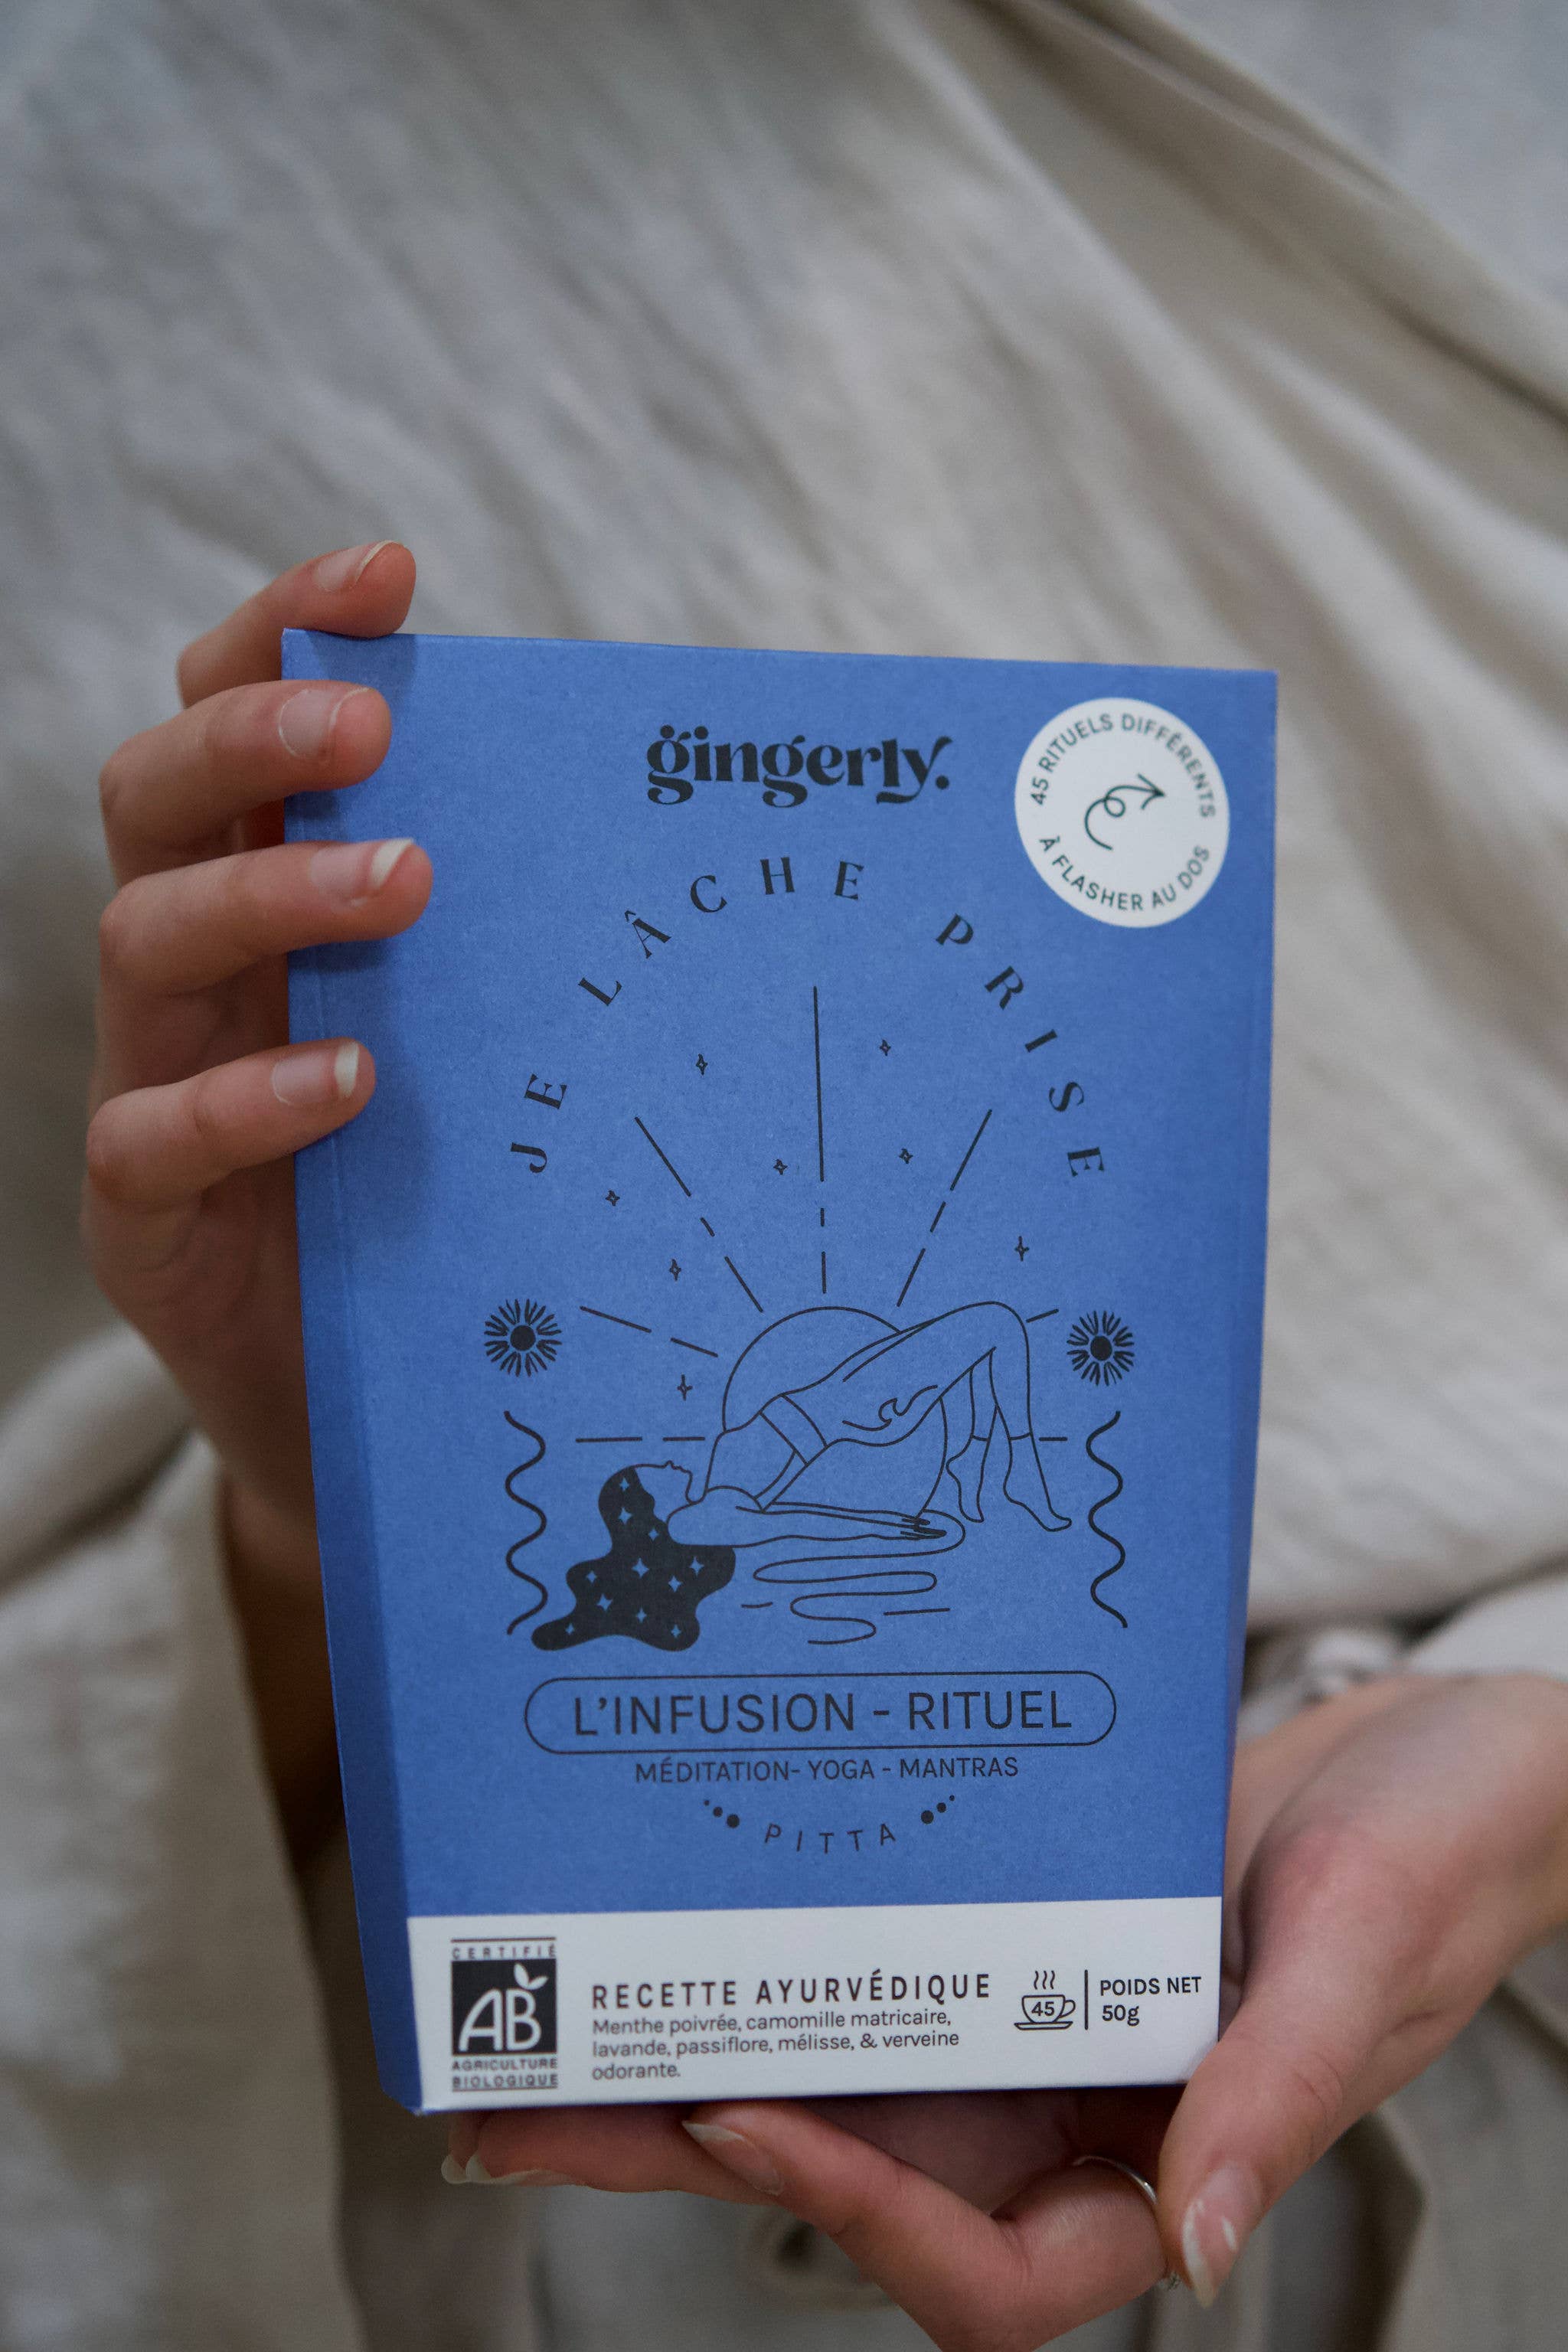 gingerly.
45 RITUELS DIFFÉRENTS
À FLASHER AU DOS
JE LÂCHE PRISE
L'INFUSION - RITUEL
MÉDITATION- YOGA - MANTRAS
PITTA
CERTIFIÉ
AB
AGRICULTURE
BIOLOGIQUE
RECETTE AYURVÉDIQUE
Menthe poivrée, camomille matricaire,
lavande, passiflore, mélisse, & verveine
odorante.
45
POIDS NET
50g